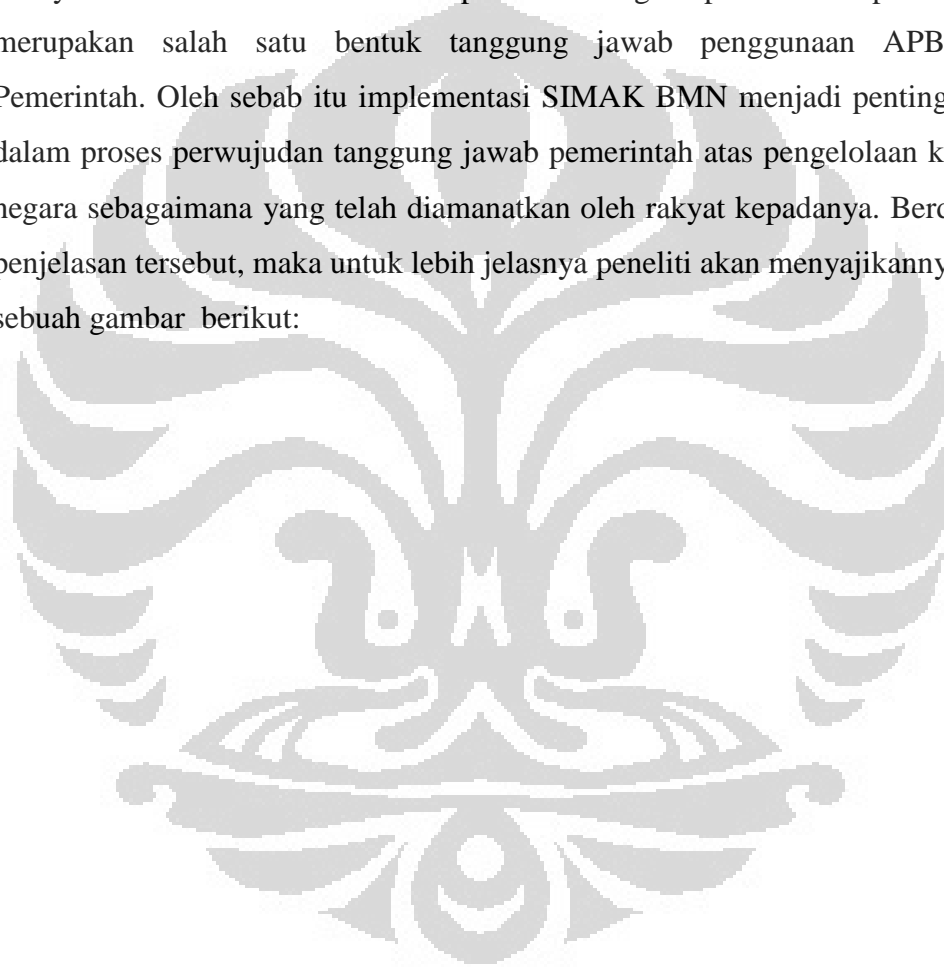 merupakan salah satu bentuk tanggung jawab penggunaan APB
Pemerintah. Oleh sebab itu implementasi SIMAK BMN menjadi penting
dalam proses perwujudan tanggung jawab pemerintah atas pengelolaan k
negara sebagaimana yang telah diamanatkan oleh rakyat kepadanya. Berd
penjelasan tersebut, maka untuk lebih jelasnya peneliti akan menyajikanny
sebuah gambar berikut: